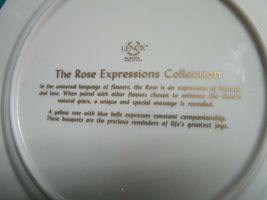 LENOX
The Rose Expressions Collection
In the universal language of flowers, the Rose is an expression of beauty
and love. When paired with other flowers chosen to enhance the Rose's
natural grace, a unique and special message is revealed.
A yellow rose with blue bells expresses constant companionship.
These bouquets are the precious reminders of life's greatest joys.